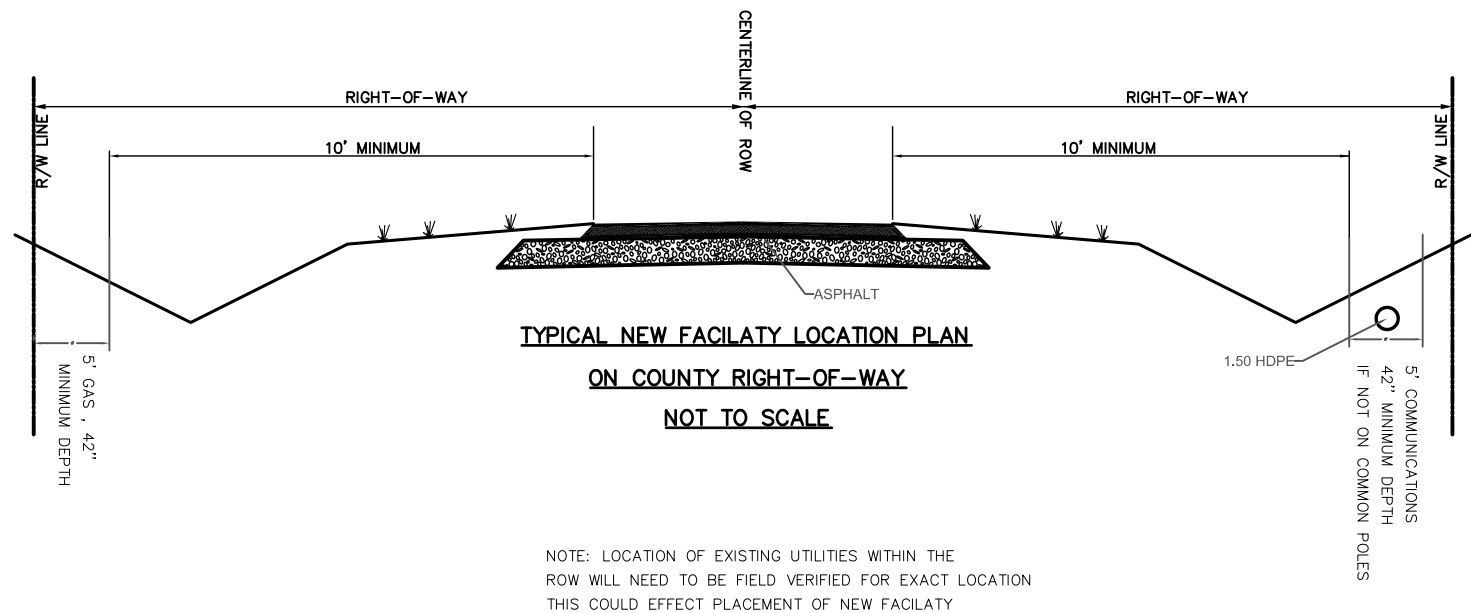 CENTERLINE OF ROW
RIGHT-OF-WAY
RIGHT-OF-WAY
R/W LINE
R/W LINE
10' MINIMUM
10' MINIMUM
ASPHALT
TYPICAL NEW FACILATY LOCATION PLAN
ON COUNTY RIGHT-OF-WAY
NOT TO SCALE
1.50 HDPE
5' GAS , 42"
MINIMUM DEPTH
5' COMMUNICATIONS
42" MINIMUM DEPTH
IF NOT ON COMMON POLES
NOTE: LOCATION OF EXISTING UTILITIES WITHIN THE
ROW WILL NEED TO BE FIELD VERIFIED FOR EXACT LOCATION
THIS COULD EFFECT PLACEMENT OF NEW FACILATY